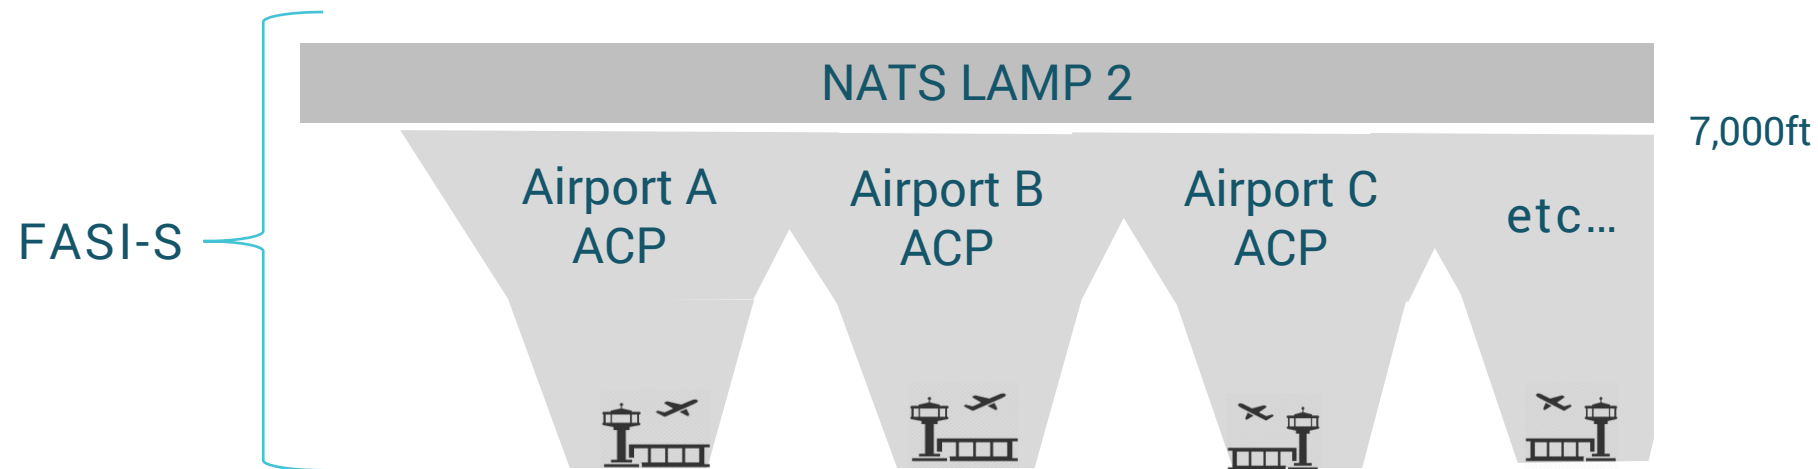 NATS LAMP 2
7,000ft
Airport A
ACP
Airport B
ACP
Airport C
ACP
etc...
FASI-S